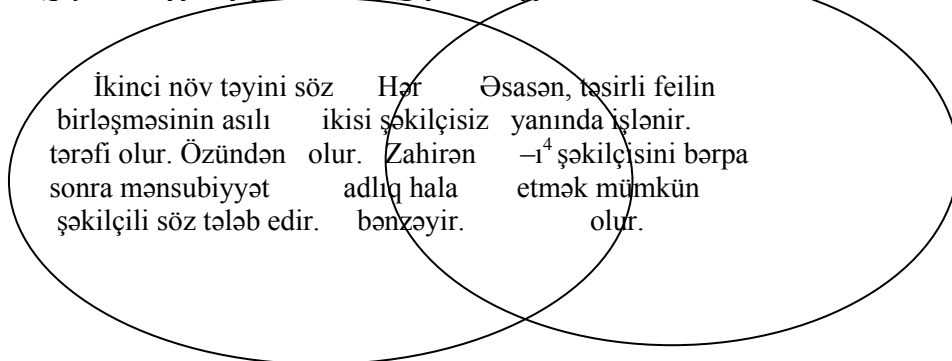 İkinci növ təyini söz Hər Əsasən, təsirli feilin
birləşməsinin asılı ikisi şəkilçisiz yanında işlənir.
tərəfi olur. Özündən olur. Zahirən –ı⁴ şəkilçisini bərpa
sonra mənsubiyyət adlıq hala etmək mümkün
şəkilçili söz tələb edir. bənzəyir. olur.